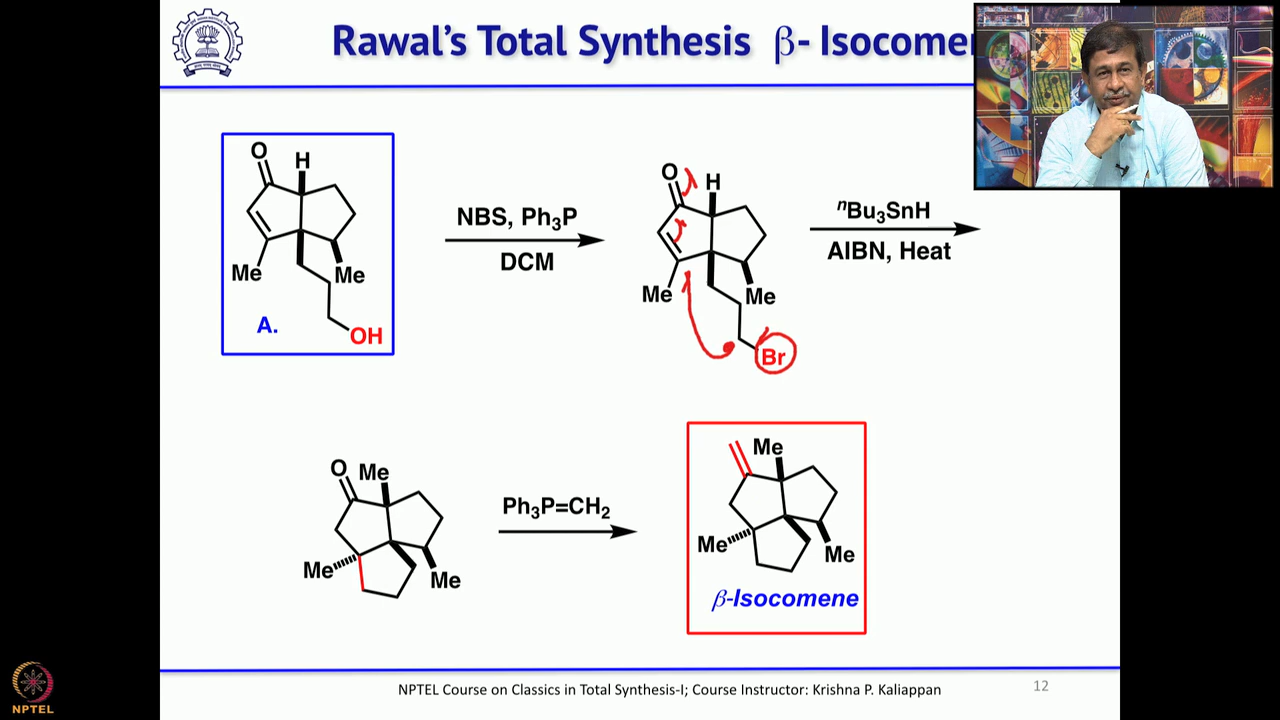 Rawal's Total Synthesis β- Isocomen
O
H
Me
Me
A.
OH
NBS, Ph3P
DCM
O
H
Me
Me
Br
nBu3SnH
AIBN, Heat
O
Me
Me
Me
Ph3P=CH2
Me
Me
Me
β-Isocomene
NPTEL
NPTEL Course on Classics in Total Synthesis-I; Course Instructor: Krishna P. Kaliappan
12